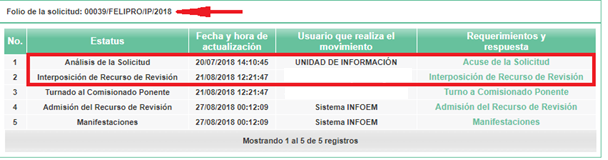 Folio de la solicitud: 00039/FELIPRO/IP/2018
No. Estatus Fecha y hora de actualización Usuario que realiza el movimiento Requerimientos y respuesta
1 Análisis de la Solicitud 20/07/2018 14:10:45 UNIDAD DE INFORMACIÓN Acuse de la Solicitud
2 Interposición de Recurso de Revisión 21/08/2018 12:21:47 Interposición de Recurso de Revisión
3 Turnado al Comisionado Ponente 21/08/2018 12:21:47 Turno a Comisionado Ponente
4 Admisión del Recurso de Revisión 27/08/2018 00:12:09 Sistema INFOEM Admisión del Recurso de Revisión
5 Manifestaciones 27/08/2018 00:12:09 Sistema INFOEM Manifestaciones
Mostrando 1 al 5 de 5 registros